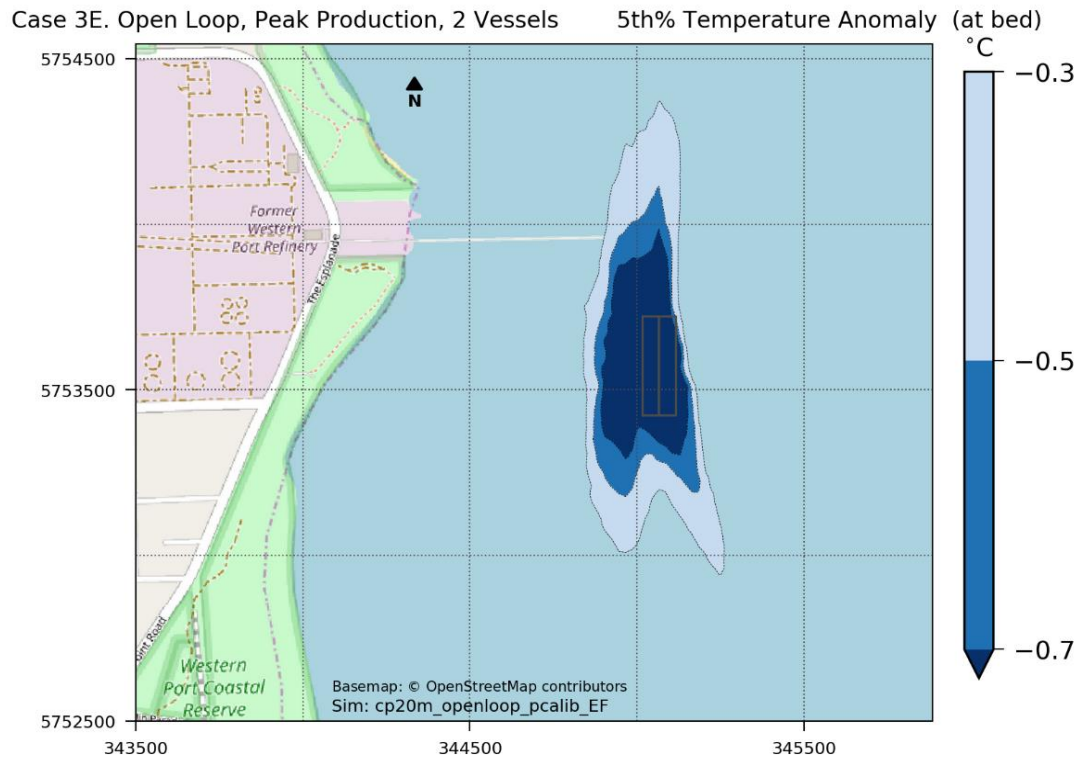 Case 3E. Open Loop, Peak Production, 2 Vessels 5th% Temperature Anomaly (at bed)
°C
5754500
5753500
5752500
343500
344500
345500
−0.3
−0.5
−0.7
N
Former
Western
Port Refinery
The Esplanade
oint Road
Western
Port Coastal
Reserve
Basemap: © OpenStreetMap contributors
Sim: cp20m_openloop_pcalib_EF